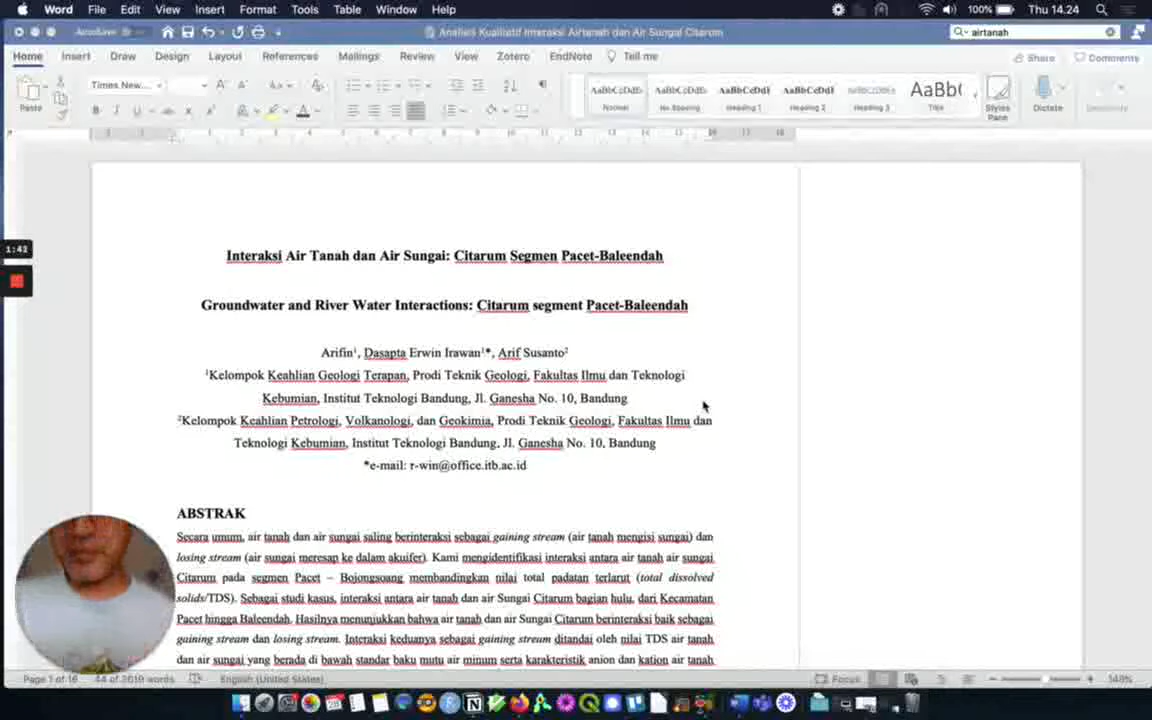 Word File Edit View Insert Format Tools Table Window Help 100% Thu 14.24
AutoSave Analisis Kualitatif Interaksi Airtanah dan Air Sungai Citarum airtanah
Home Insert Draw Design Layout References Mailings Review View Zotero EndNote Tell me Share Comments
Paste Times New... AaBbCcDdEe Normal AaBbCcDdEe No Spacing AaBbCcDdI Heading 1 AaBbCcDdI Heading 2 AaBbCcDdEe Heading 3 AaBb( Title Styles Pane Dictate Sensitivity
1:42
Interaksi Air Tanah dan Air Sungai: Citarum Segmen Pacet-Baleendah
Groundwater and River Water Interactions: Citarum segment Pacet-Baleendah
Arifin¹, Dasapta Erwin Irawan¹*, Arif Susanto²
¹Kelompok Keahlian Geologi Terapan, Prodi Teknik Geologi, Fakultas Ilmu dan Teknologi
Kebumian, Institut Teknologi Bandung, Jl. Ganesha No. 10, Bandung
²Kelompok Keahlian Petrologi, Volkanologi, dan Geokimia, Prodi Teknik Geologi, Fakultas Ilmu dan
Teknologi Kebumian, Institut Teknologi Bandung, Jl. Ganesha No. 10, Bandung
*e-mail: r-win@office.itb.ac.id
ABSTRAK
Secara umum, air tanah dan air sungai saling berinteraksi sebagai gaining stream (air tanah mengisi sungai) dan
losing stream (air sungai meresap ke dalam akuifer). Kami mengidentifikasi interaksi antara air tanah air sungai
Citarum pada segmen Pacet – Bojongsoang membandingkan nilai total padatan terlarut (total dissolved
solids/TDS). Sebagai studi kasus, interaksi antara air tanah dan air Sungai Citarum bagian hulu, dari Kecamatan
Pacet hingga Baleendah. Hasilnya menunjukkan bahwa air tanah dan air Sungai Citarum berinteraksi baik sebagai
gaining stream dan losing stream. Interaksi keduanya sebagai gaining stream ditandai oleh nilai TDS air tanah
dan air sungai yang berada di bawah standar baku mutu air minum serta karakteristik anion dan kation air tanah
Page 1 of 16 44 of 3619 words English (United States) Focus 148%